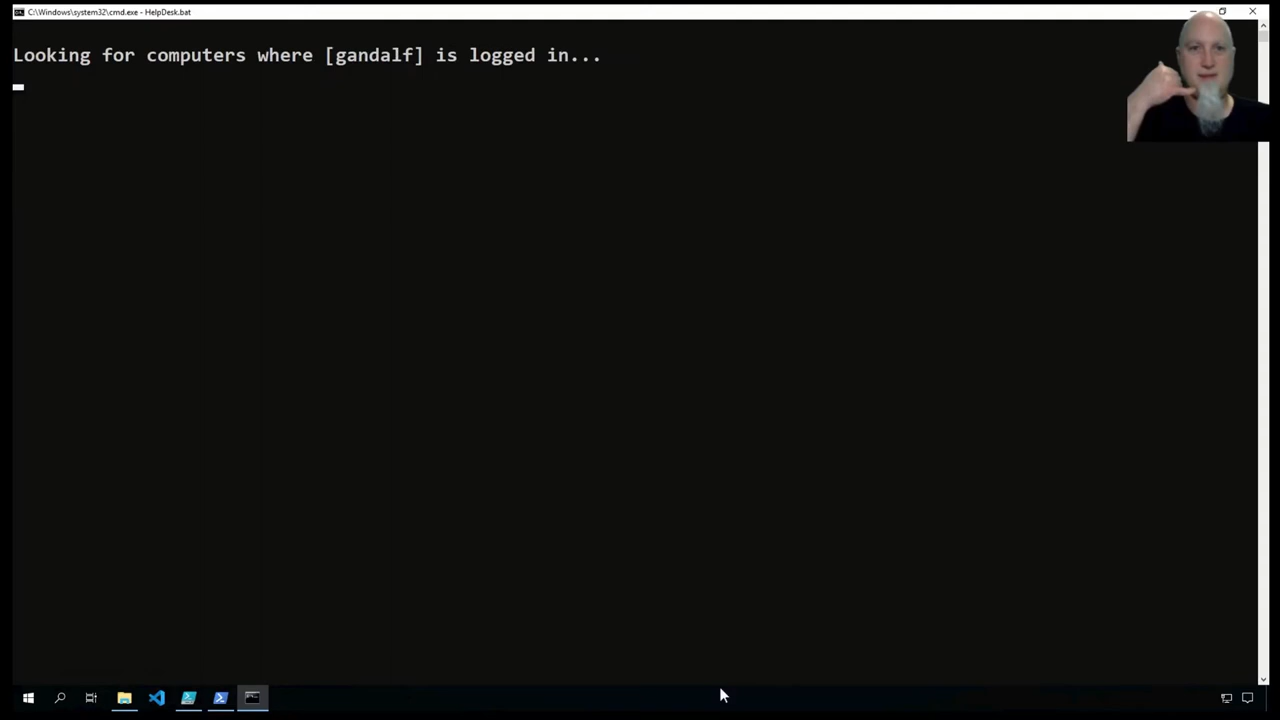 C:\Windows\system32\cmd.exe - HelpDesk.bat
Looking for computers where [gandalf] is logged in...